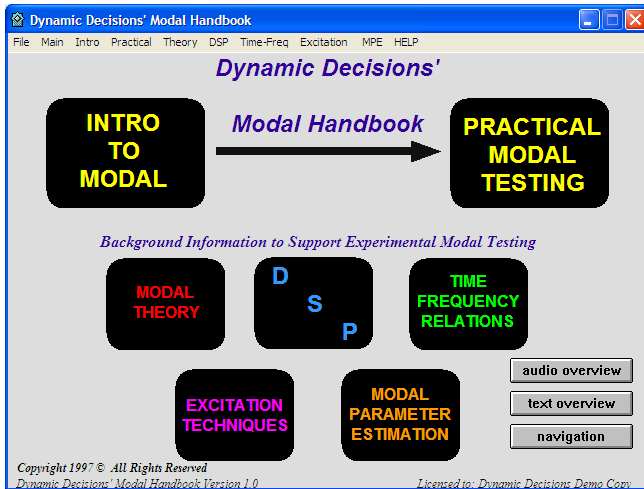 Dynamic Decisions' Modal Handbook
File Main Intro Practical Theory DSP Time-Freq Excitation MPE HELP
Dynamic Decisions'
Modal Handbook
INTRO
TO
MODAL
PRACTICAL
MODAL
TESTING
Background Information to Support Experimental Modal Testing
MODAL
THEORY
D
S
P
TIME
FREQUENCY
RELATIONS
EXCITATION
TECHNIQUES
MODAL
PARAMETER
ESTIMATION
audio overview
text overview
navigation
Copyright 1997 © All Rights Reserved
Dynamic Decisions' Modal Handbook Version 1.0
Licensed to: Dynamic Decisions Demo Copy